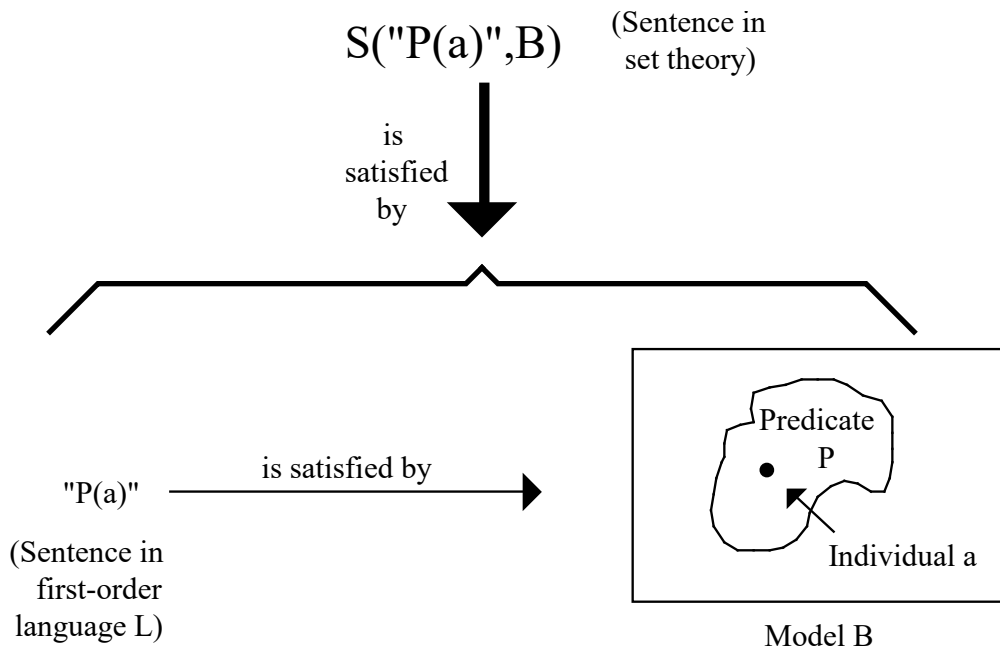 S("P(a)",B)
(Sentence in
set theory)
is
satisfied
by
Predicate
P
is satisfied by
"P(a)"
Individual a
(Sentence in
first-order
language L)
Model B